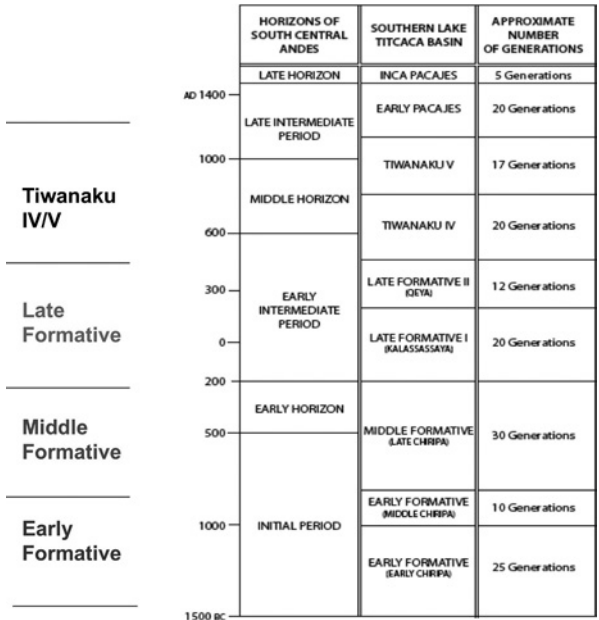 HORIZONS OF
SOUTH CENTRAL
ANDES
SOUTHERN LAKE
TITCACA BASIN
APPROXIMATE
NUMBER
OF GENERATIONS
LATE HORIZON
INCA PACAJES
5 Generations
AD 1400
LATE INTERMEDIATE
PERIOD
EARLY PACAJES
20 Generations
1000
TIWANAKU V
17 Generations
Tiwanaku
IV/V
MIDDLE HORIZON
600
TIWANAKU IV
20 Generations
300
EARLY
INTERMEDIATE
PERIOD
LATE FORMATIVE II
(QEYA)
12 Generations
Late
Formative
0
LATE FORMATIVE I
(KALASSASSAYA)
20 Generations
200
EARLY HORIZON
Middle
Formative
500
MIDDLE FORMATIVE
(LATE CHIRIPA)
30 Generations
EARLY FORMATIVE
(MIDDLE CHIRIPA)
10 Generations
Early
Formative
1000
INITIAL PERIOD
EARLY FORMATIVE
(EARLY CHIRIPA)
25 Generations
1500 BC